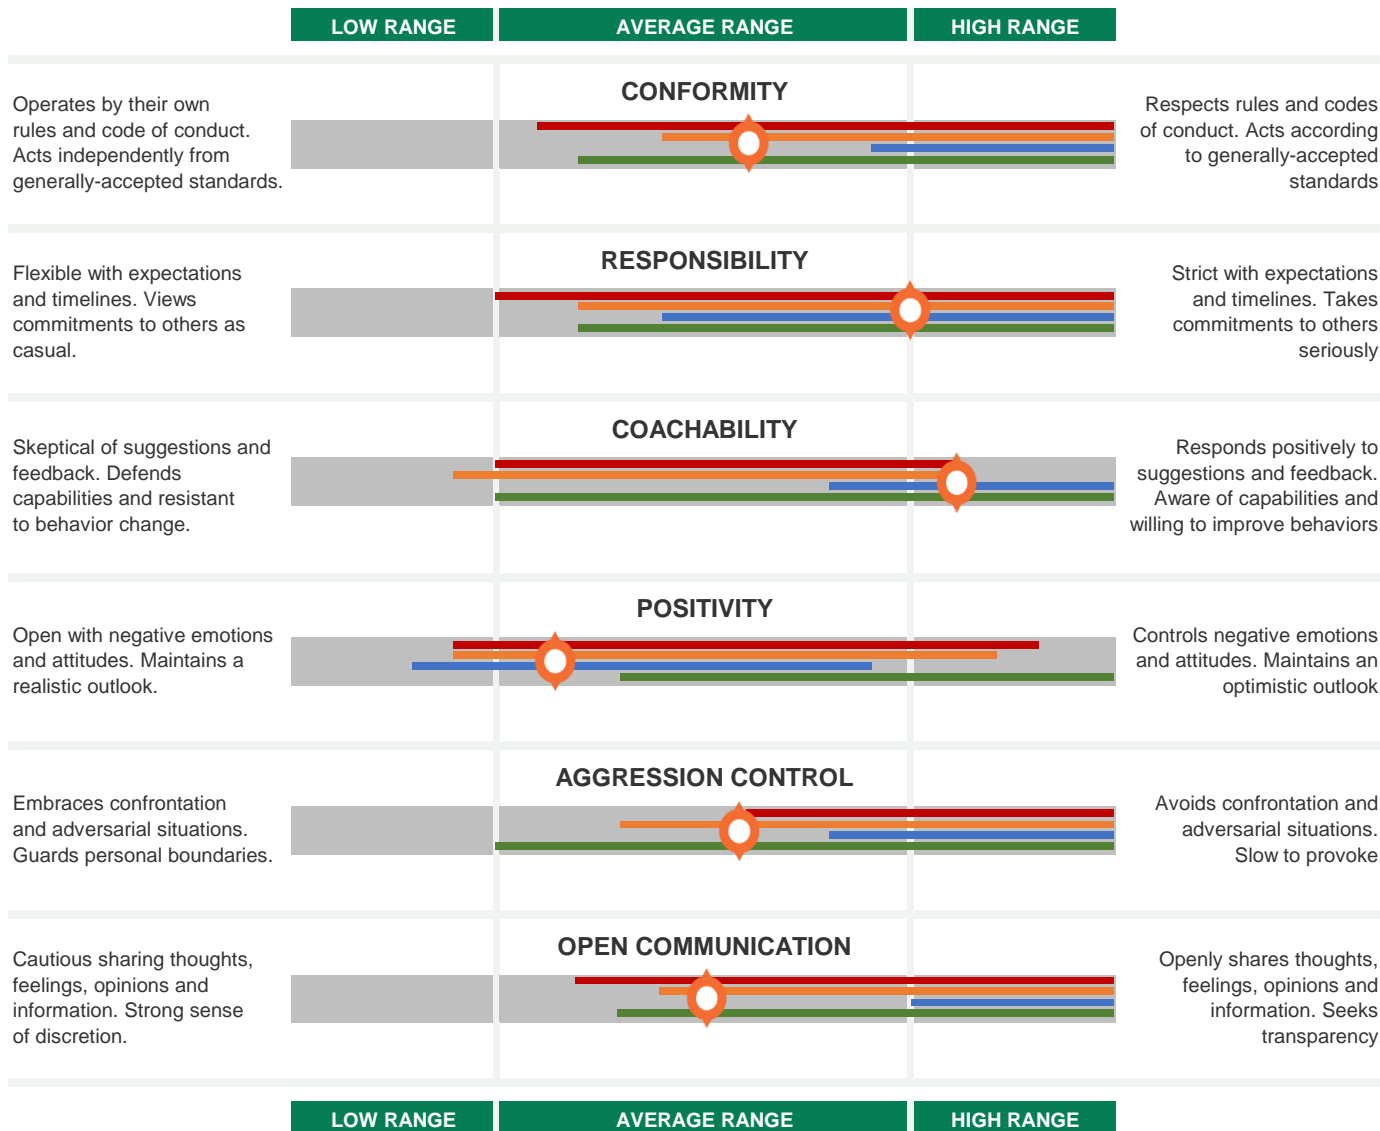 LOW RANGE
AVERAGE RANGE
HIGH RANGE
CONFORMITY
Operates by their own
rules and code of conduct.
Acts independently from
generally-accepted standards.
Respects rules and codes
of conduct. Acts according
to generally-accepted
standards
RESPONSIBILITY
Flexible with expectations
and timelines. Views
commitments to others as
casual.
Strict with expectations
and timelines. Takes
commitments to others
seriously
COACHABILITY
Skeptical of suggestions and
feedback. Defends
capabilities and resistant
to behavior change.
Responds positively to
suggestions and feedback.
Aware of capabilities and
willing to improve behaviors
POSITIVITY
Open with negative emotions
and attitudes. Maintains a
realistic outlook.
Controls negative emotions
and attitudes. Maintains an
optimistic outlook
AGGRESSION CONTROL
Embraces confrontation
and adversarial situations.
Guards personal boundaries.
Avoids confrontation and
adversarial situations.
Slow to provoke
OPEN COMMUNICATION
Cautious sharing thoughts,
feelings, opinions and
information. Strong sense
of discretion.
Openly shares thoughts,
feelings, opinions and
information. Seeks
transparency
LOW RANGE
AVERAGE RANGE
HIGH RANGE